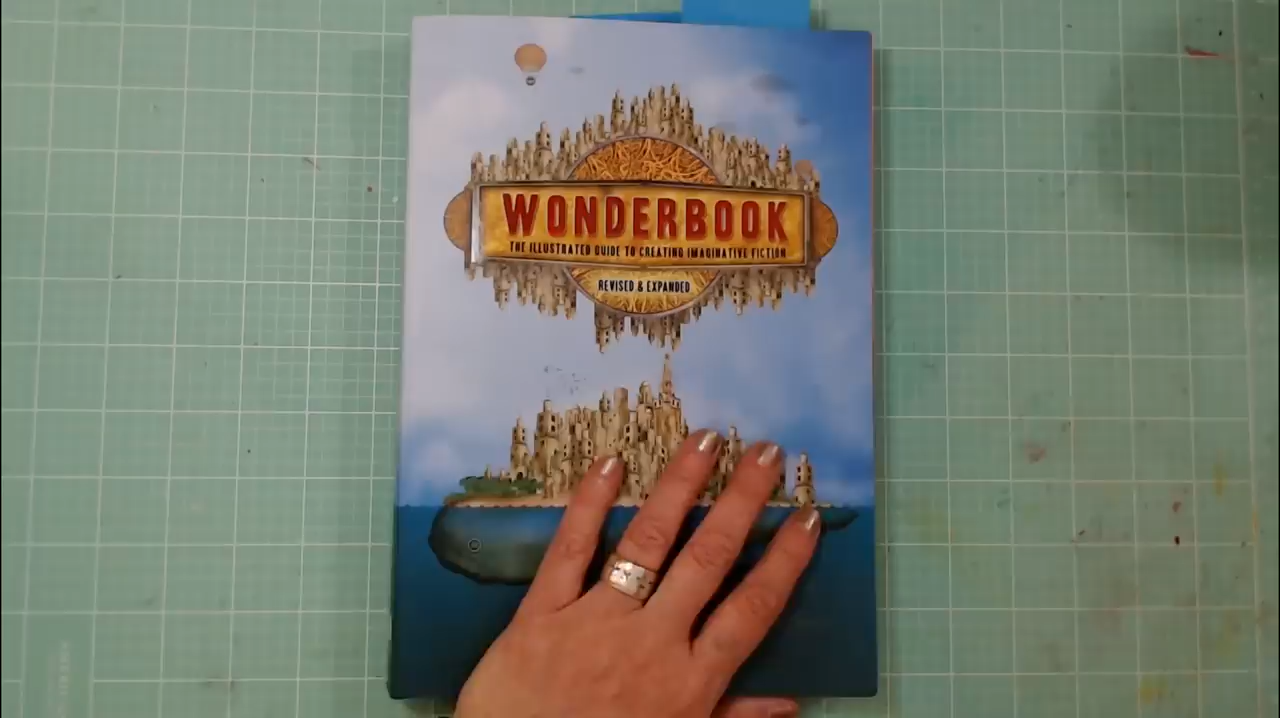 WONDERBOOK
THE ILLUSTRATED GUIDE TO CREATING IMAGINATIVE FICTION
REVISED & EXPANDED